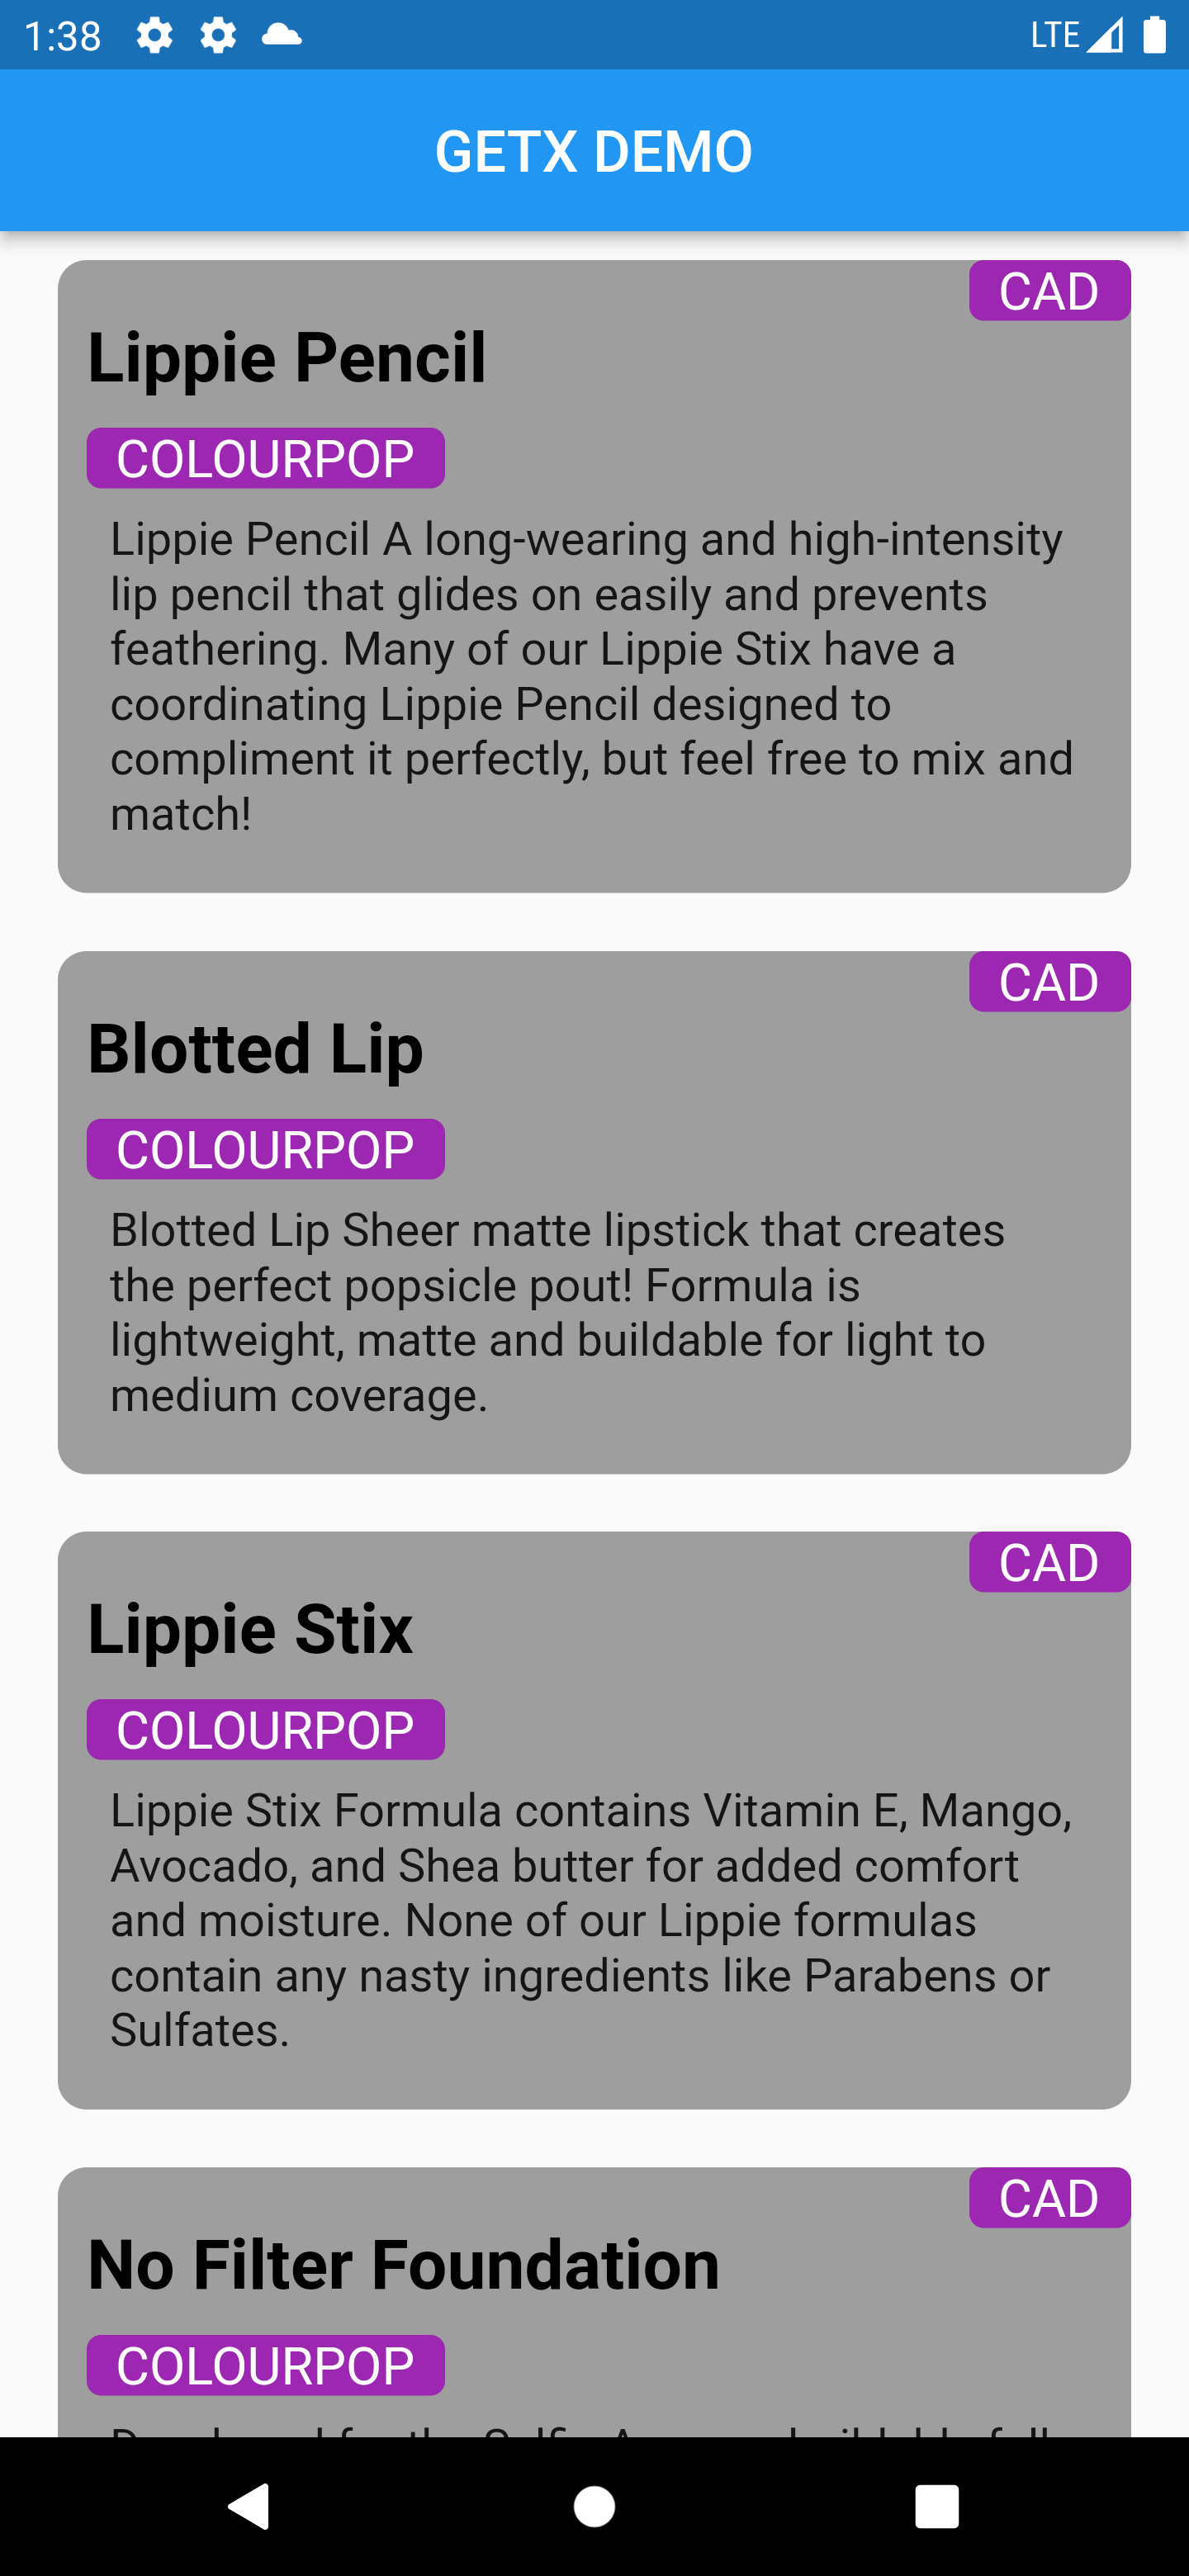 1:38 LTE
GETX DEMO
CAD
Lippie Pencil
COLOURPOP
Lippie Pencil A long-wearing and high-intensity
lip pencil that glides on easily and prevents
feathering. Many of our Lippie Stix have a
coordinating Lippie Pencil designed to
compliment it perfectly, but feel free to mix and
match!
CAD
Blotted Lip
COLOURPOP
Blotted Lip Sheer matte lipstick that creates
the perfect popsicle pout! Formula is
lightweight, matte and buildable for light to
medium coverage.
CAD
Lippie Stix
COLOURPOP
Lippie Stix Formula contains Vitamin E, Mango,
Avocado, and Shea butter for added comfort
and moisture. None of our Lippie formulas
contain any nasty ingredients like Parabens or
Sulfates.
CAD
No Filter Foundation
COLOURPOP